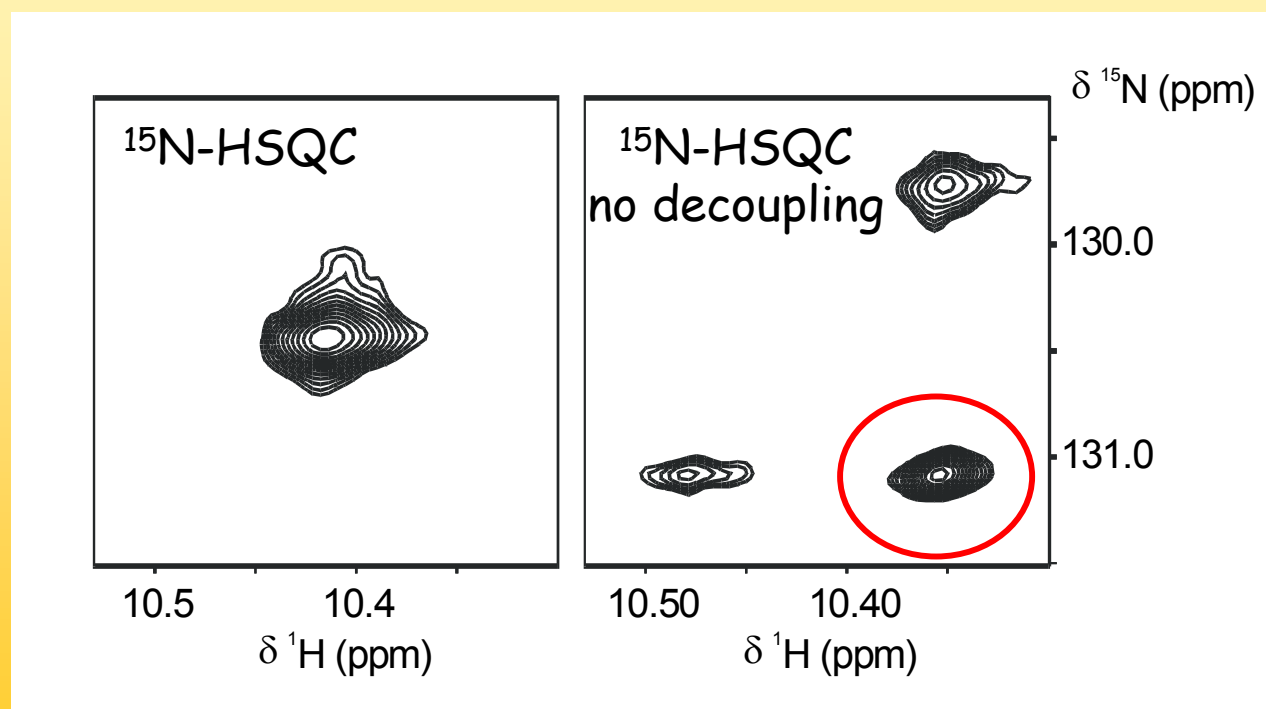 δ ¹⁵N (ppm)
¹⁵N-HSQC
¹⁵N-HSQC
no decoupling
130.0
131.0
10.5 10.4
10.50 10.40
δ ¹H (ppm)
δ ¹H (ppm)